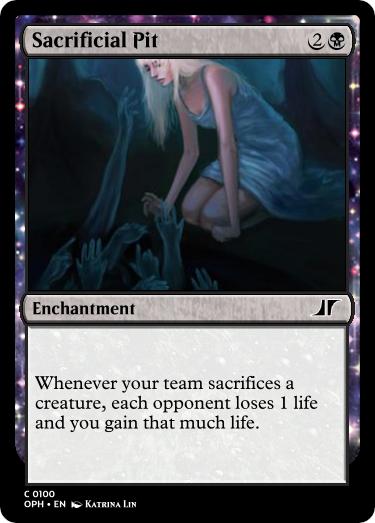 Sacrificial Pit 2
Enchantment
Whenever your team sacrifices a
creature, each opponent loses 1 life
and you gain that much life.
C 0100
OPH • EN Katrina Lin